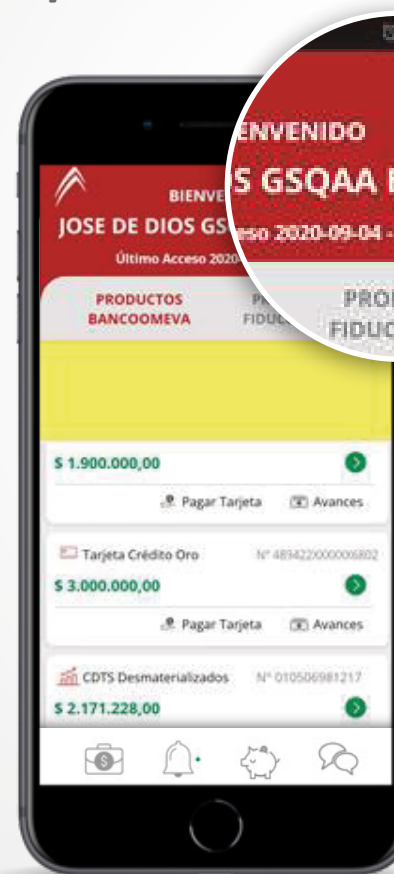 BIENVE
JOSE DE DIOS GS
Último Acceso 2020-
ENVENIDO
S GSQAA
eso 2020-09-04 -
PRODUCTOS
BANCOOMEVA
PRO
FIDUC
$ 1.900.000,00
Pagar Tarjeta Avances
Tarjeta Crédito Oro
$ 3.000.000,00
Pagar Tarjeta Avances
CDTS Desmaterializados N° 010506981217
$ 2.171.228,00